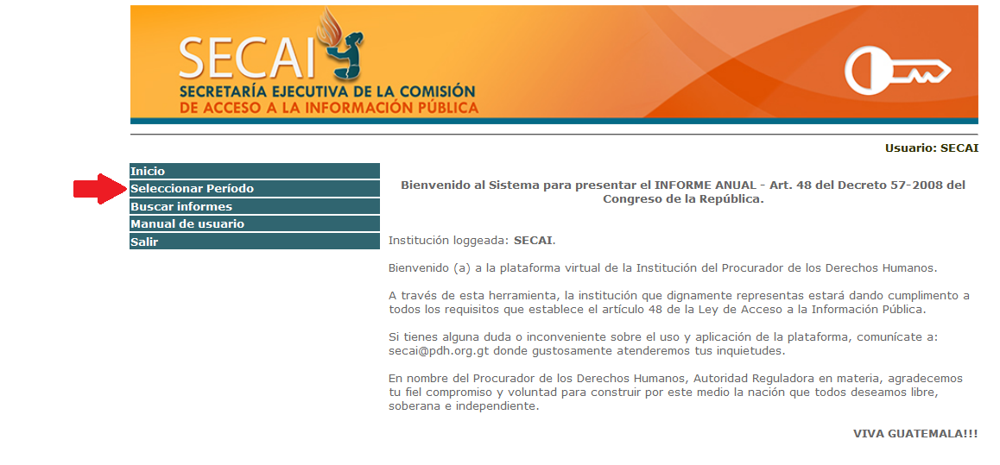 SECAI
SECRETARÍA EJECUTIVA DE LA COMISIÓN
DE ACCESO A LA INFORMACIÓN PÚBLICA
Usuario: SECAI
Inicio
Seleccionar Período
Buscar informes
Manual de usuario
Salir
Bienvenido al Sistema para presentar el INFORME ANUAL - Art. 48 del Decreto 57-2008 del
Congreso de la República.
Institución loggeada: SECAI.
Bienvenido (a) a la plataforma virtual de la Institución del Procurador de los Derechos Humanos.
A través de esta herramienta, la institución que dignamente representas estará dando cumplimento a
todos los requisitos que establece el artículo 48 de la Ley de Acceso a la Información Pública.
Si tienes alguna duda o inconveniente sobre el uso y aplicación de la plataforma, comunícate a:
secai@pdh.org.gt donde gustosamente atenderemos tus inquietudes.
En nombre del Procurador de los Derechos Humanos, Autoridad Reguladora en materia, agradecemos
tu fiel compromiso y voluntad para construir por este medio la nación que todos deseamos libre,
soberana e independiente.
VIVA GUATEMALA!!!